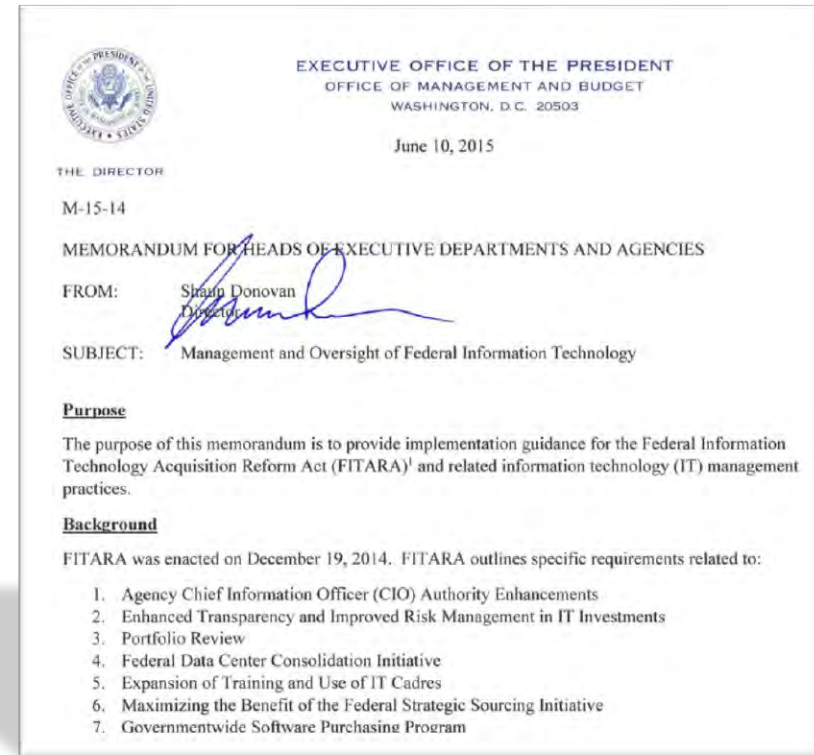 EXECUTIVE OFFICE OF THE PRESIDENT
OFFICE OF MANAGEMENT AND BUDGET
WASHINGTON, D.C. 20503
June 10, 2015
THE DIRECTOR
M-15-14
MEMORANDUM FOR HEADS OF EXECUTIVE DEPARTMENTS AND AGENCIES
FROM: Shaun Donovan
Director
SUBJECT: Management and Oversight of Federal Information Technology
Purpose
The purpose of this memorandum is to provide implementation guidance for the Federal Information
Technology Acquisition Reform Act (FITARA)¹ and related information technology (IT) management
practices.
Background
FITARA was enacted on December 19, 2014. FITARA outlines specific requirements related to:
1. Agency Chief Information Officer (CIO) Authority Enhancements
2. Enhanced Transparency and Improved Risk Management in IT Investments
3. Portfolio Review
4. Federal Data Center Consolidation Initiative
5. Expansion of Training and Use of IT Cadres
6. Maximizing the Benefit of the Federal Strategic Sourcing Initiative
7. Governmentwide Software Purchasing Program